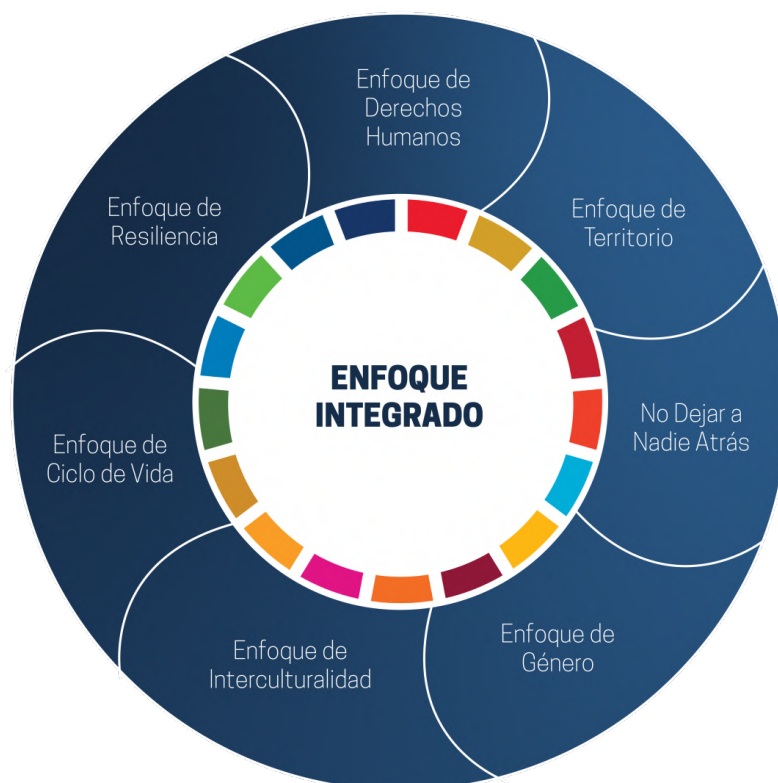 Enfoque de
Derechos
Humanos
Enfoque de
Territorio
No Dejar a
Nadie Atrás
Enfoque de
Género
Enfoque de
Interculturalidad
Enfoque de
Ciclo de Vida
Enfoque de
Resiliencia
ENFOQUE
INTEGRADO